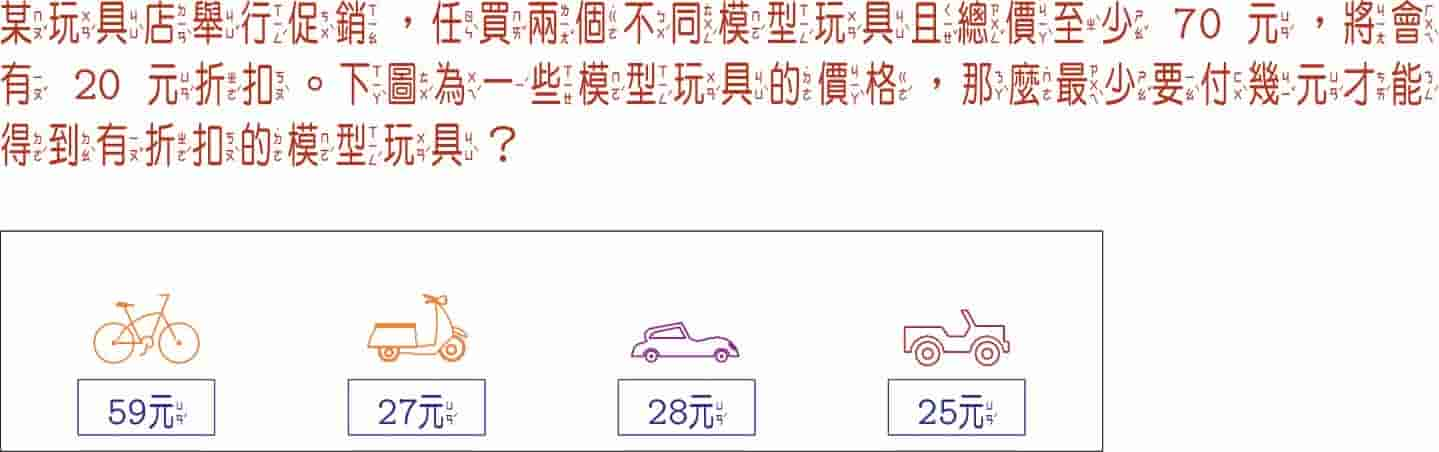 某玩具店舉行促銷，任買兩個不同模型玩具且總價至少 70 元，將會
有 20 元折扣。下圖為一些模型玩具的價格，那麼最少要付幾元才能
得到有折扣的模型玩具？
59元 27元 28元 25元